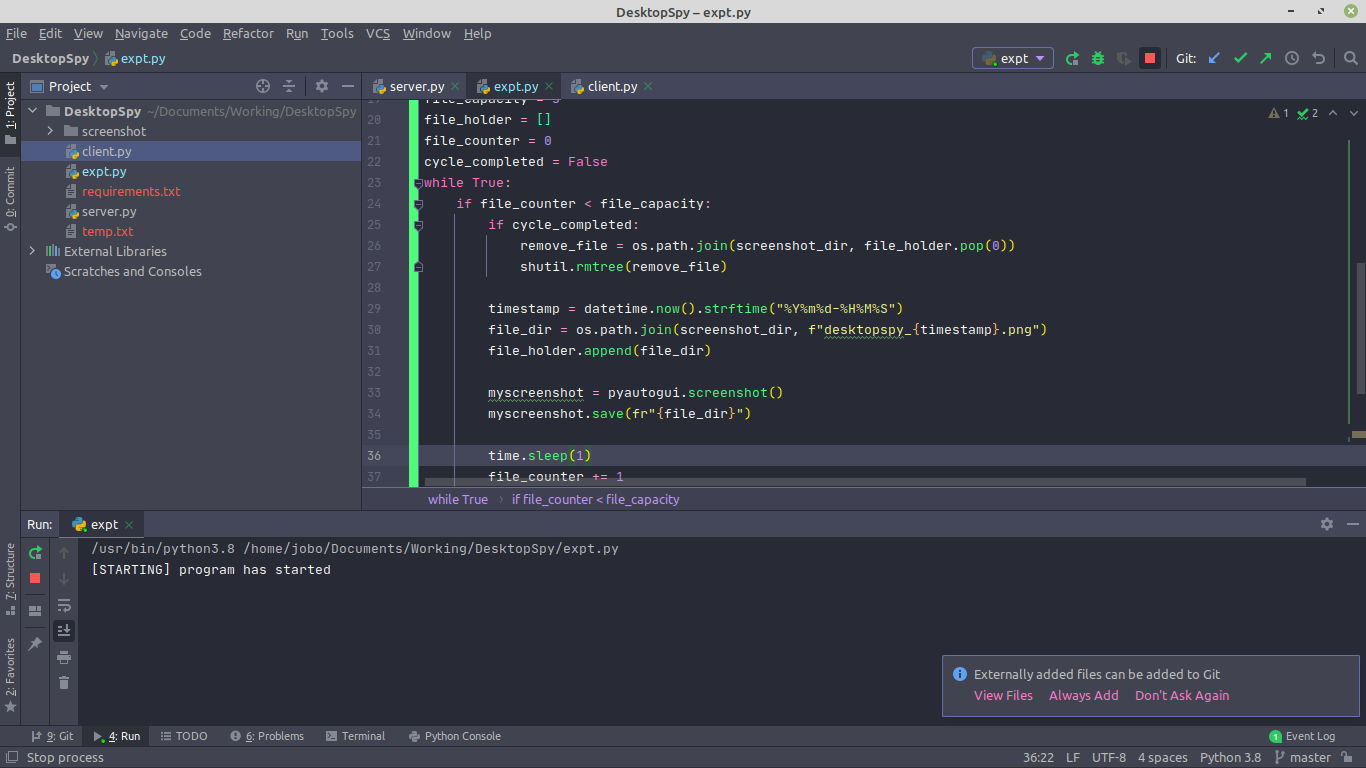 DesktopSpy – expt.py
File Edit View Navigate Code Refactor Run Tools VCS Window Help
DesktopSpy expt.py
expt
Git:
1: Project
Project
server.py
expt.py
client.py
DesktopSpy ~/Documents/Working/DesktopSpy
screenshot
client.py
expt.py
requirements.txt
server.py
temp.txt
External Libraries
Scratches and Consoles
0: Commit
1 2
20 file_holder = []
21 file_counter = 0
22 cycle_completed = False
23 while True:
24 if file_counter < file_capacity:
25 if cycle_completed:
26 remove_file = os.path.join(screenshot_dir, file_holder.pop(0))
27 shutil.rmtree(remove_file)
28
29 timestamp = datetime.now().strftime("%Y%m%d-%H%M%S")
30 file_dir = os.path.join(screenshot_dir, f"desktopspy_{timestamp}.png")
31 file_holder.append(file_dir)
32
33 myscreenshot = pyautogui.screenshot()
34 myscreenshot.save(fr"{file_dir}")
35
36 time.sleep(1)
37 file_counter += 1
while True if file_counter < file_capacity
Run: expt
/usr/bin/python3.8 /home/jobo/Documents/Working/DesktopSpy/expt.py
[STARTING] program has started
7: Structure
2: Favorites
Externally added files can be added to Git
View Files Always Add Don't Ask Again
9: Git 4: Run TODO 6: Problems Terminal Python Console 1 Event Log
Stop process 36:22 LF UTF-8 4 spaces Python 3.8 master